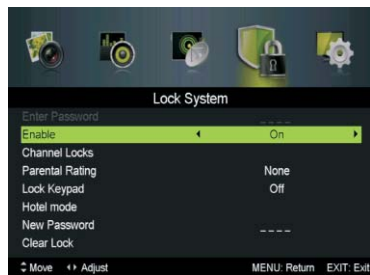 Lock System
Enter Password _ _ _ _
Enable On
Channel Locks
Parental Rating None
Lock Keypad Off
Hotel mode
New Password _ _ _ _
Clear Lock
Move Adjust MENU: Return EXIT: Exit